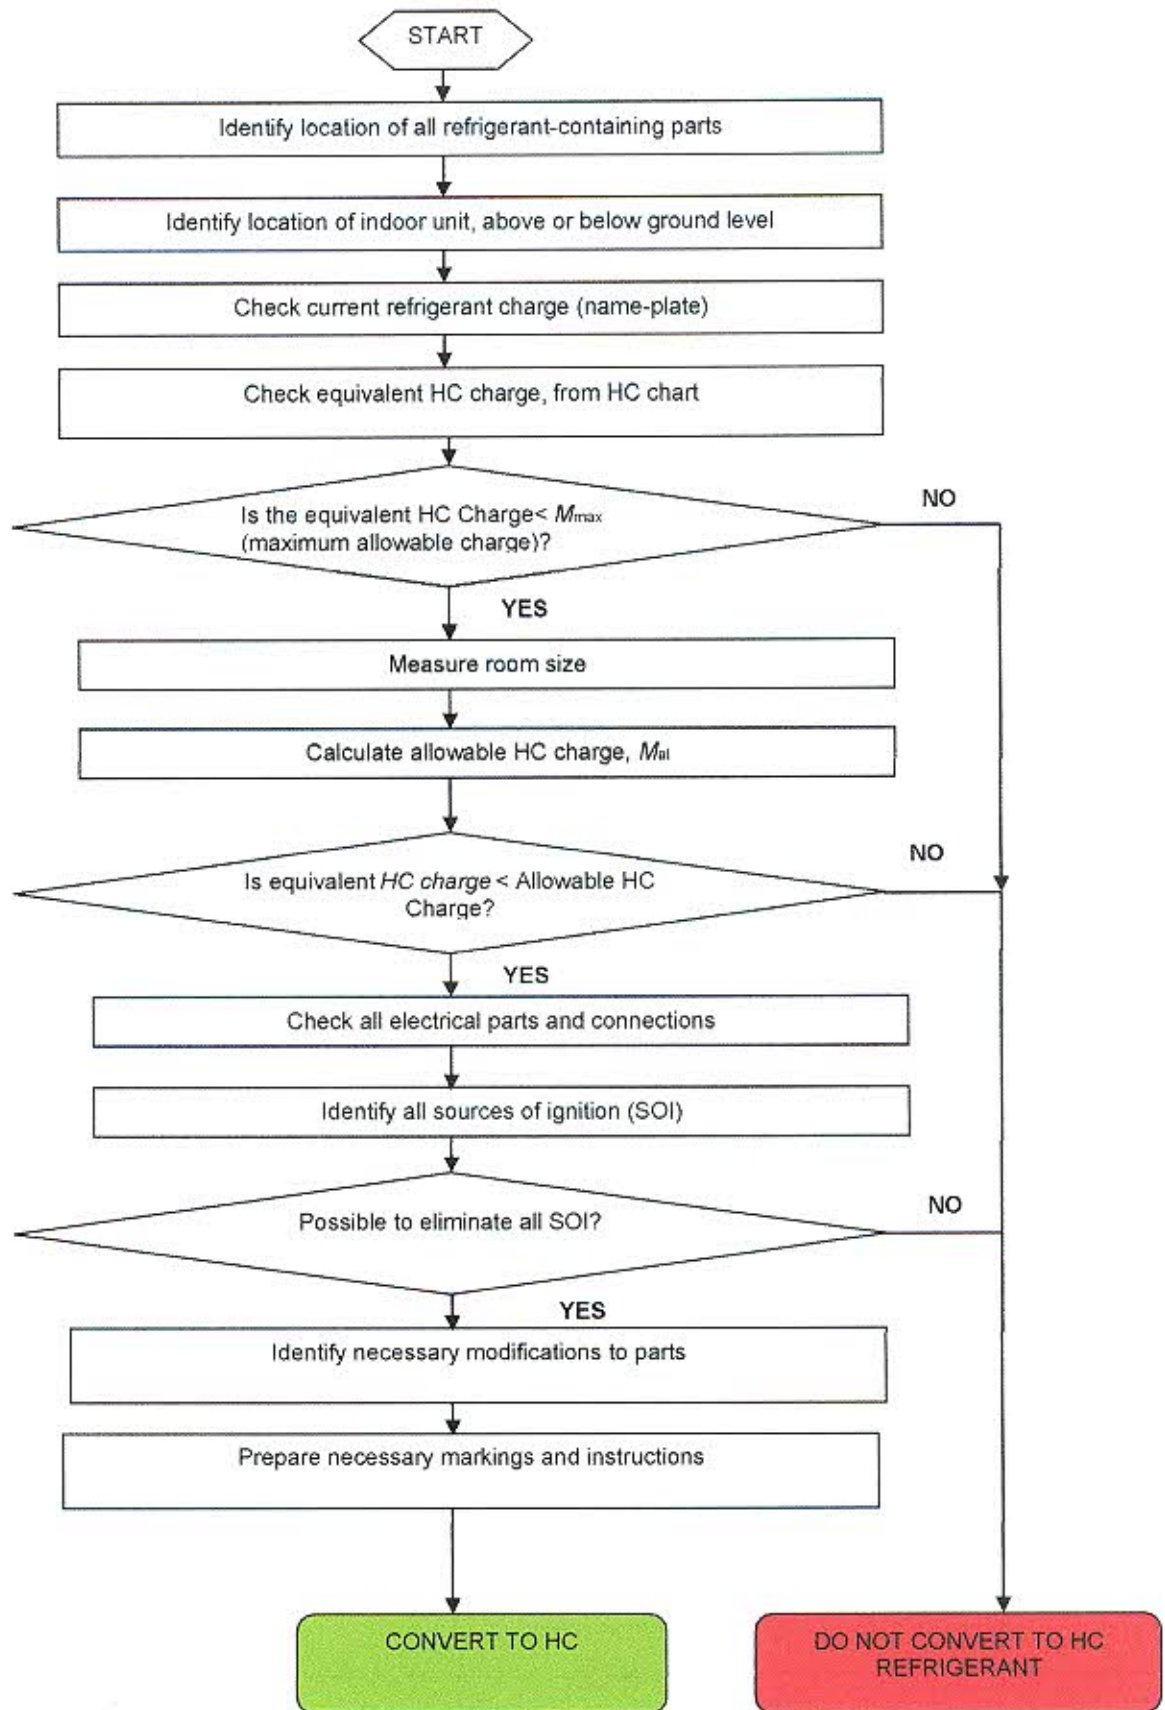 START
Identify location of all refrigerant-containing parts
Identify location of indoor unit, above or below ground level
Check current refrigerant charge (name-plate)
Check equivalent HC charge, from HC chart
Is the equivalent HC Charge< Mmax
(maximum allowable charge)?
NO
YES
Measure room size
Calculate allowable HC charge, Mal
Is equivalent HC charge < Allowable HC
Charge?
NO
YES
Check all electrical parts and connections
Identify all sources of ignition (SOI)
Possible to eliminate all SOI?
NO
YES
Identify necessary modifications to parts
Prepare necessary markings and instructions
CONVERT TO HC
DO NOT CONVERT TO HC
REFRIGERANT